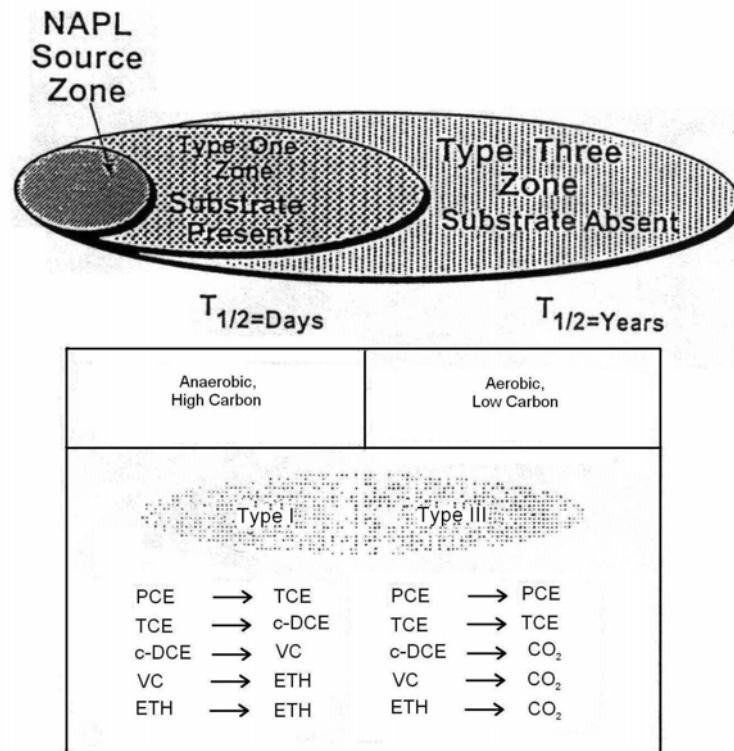 NAPL
Source
Zone
Type One
Zone
Substrate
Present
Type Three
Zone
Substrate Absent
T1/2=Days
T1/2=Years
Anaerobic,
High Carbon
Aerobic,
Low Carbon
Type I
Type III
PCE → TCE
TCE → c-DCE
c-DCE → VC
VC → ETH
ETH → ETH
PCE → PCE
TCE → TCE
c-DCE → CO₂
VC → CO₂
ETH → CO₂